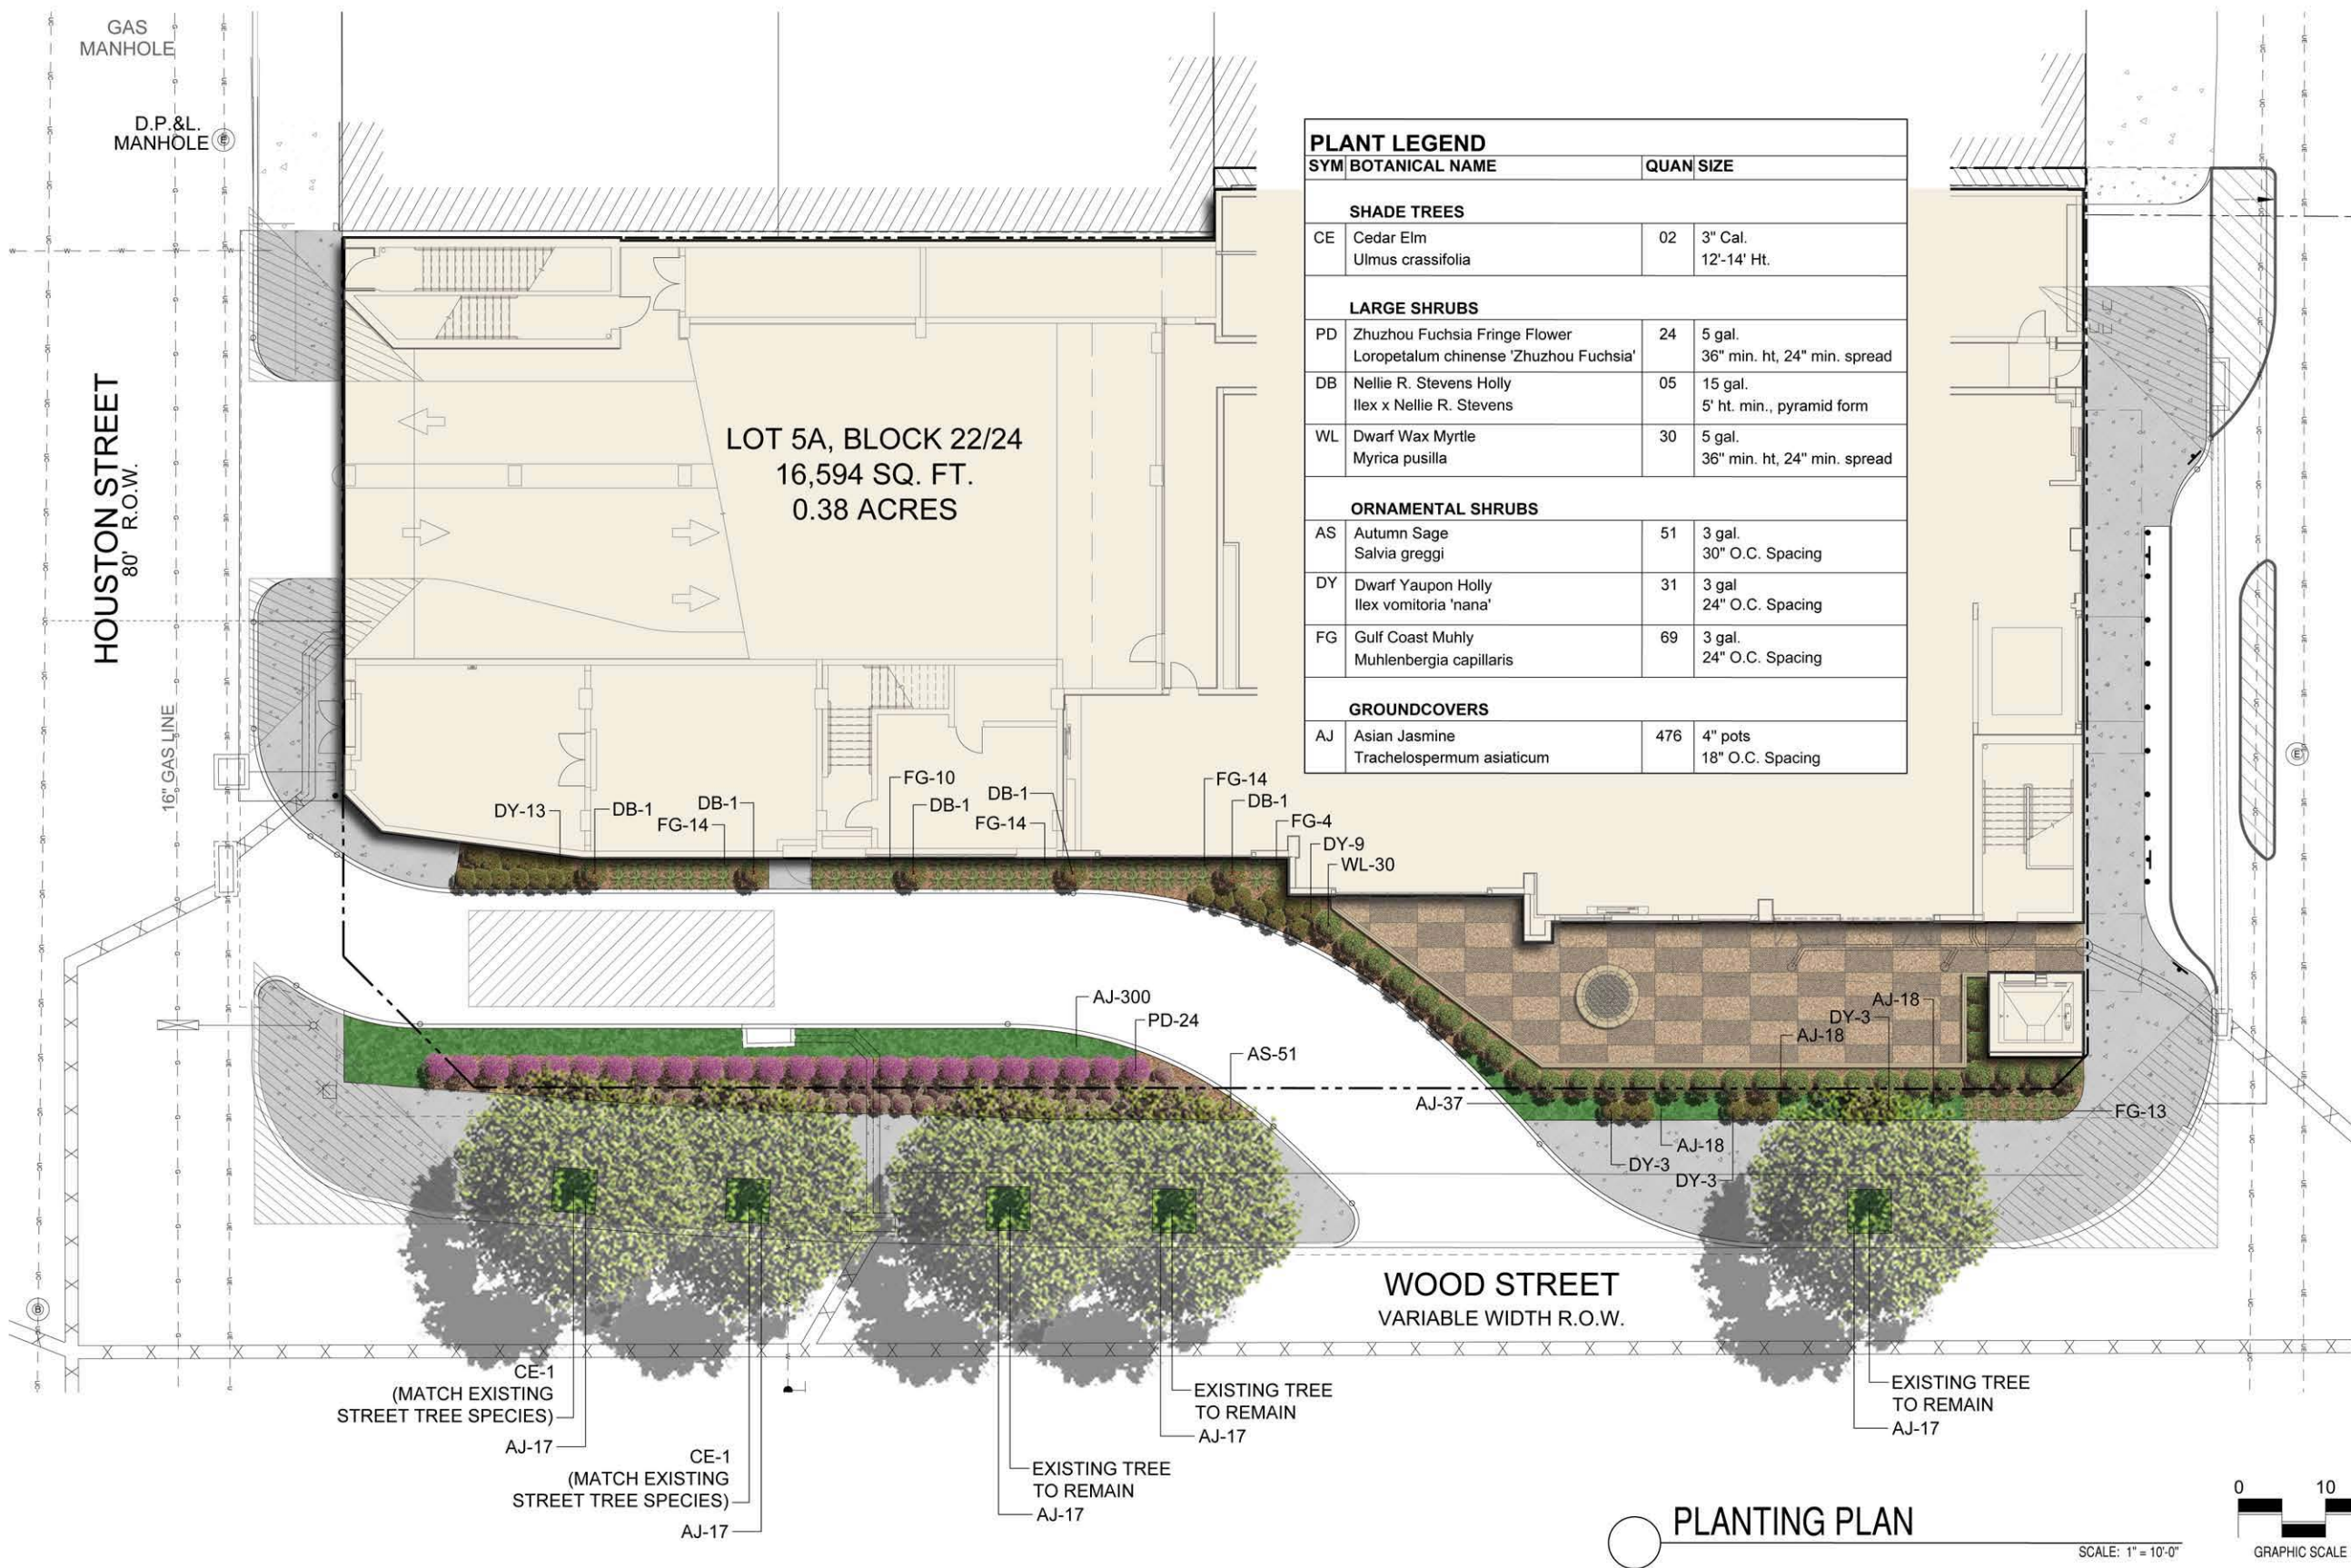 GAS
MANHOLE
D.P.&L.
MANHOLE
E
HOUSTON STREET
80' R.O.W.
16" GAS LINE
LOT 5A, BLOCK 22/24
16,594 SQ. FT.
0.38 ACRES
PLANT LEGEND
SYM BOTANICAL NAME QUAN SIZE
SHADE TREES
CE Cedar Elm 02 3" Cal.
Ulmus crassifolia 12'-14' Ht.
LARGE SHRUBS
PD Zhuzhou Fuchsia Fringe Flower 24 5 gal.
Loropetalum chinense 'Zhuzhou Fuchsia' 36" min. ht, 24" min. spread
DB Nellie R. Stevens Holly 05 15 gal.
Ilex x Nellie R. Stevens 5' ht. min., pyramid form
WL Dwarf Wax Myrtle 30 5 gal.
Myrica pusilla 36" min. ht, 24" min. spread
ORNAMENTAL SHRUBS
AS Autumn Sage 51 3 gal.
Salvia greggi 30" O.C. Spacing
DY Dwarf Yaupon Holly 31 3 gal
Ilex vomitoria 'nana' 24" O.C. Spacing
FG Gulf Coast Muhly 69 3 gal.
Muhlenbergia capillaris 24" O.C. Spacing
GROUNDCOVERS
AJ Asian Jasmine 476 4" pots
Trachelospermum asiaticum 18" O.C. Spacing
E
DY-13
DB-1
FG-14
DB-1
FG-10
DB-1
FG-14
DB-1
FG-14
DB-1
FG-4
DY-9
WL-30
AJ-300
PD-24
AS-51
AJ-37
AJ-18
DY-3
AJ-18
FG-13
AJ-18
DY-3
DY-3
WOOD STREET
VARIABLE WIDTH R.O.W.
B
CE-1
(MATCH EXISTING
STREET TREE SPECIES)
AJ-17
CE-1
(MATCH EXISTING
STREET TREE SPECIES)
AJ-17
EXISTING TREE
TO REMAIN
AJ-17
EXISTING TREE
TO REMAIN
AJ-17
EXISTING TREE
TO REMAIN
AJ-17
PLANTING PLAN
SCALE: 1" = 10'-0"
0 10
GRAPHIC SCALE